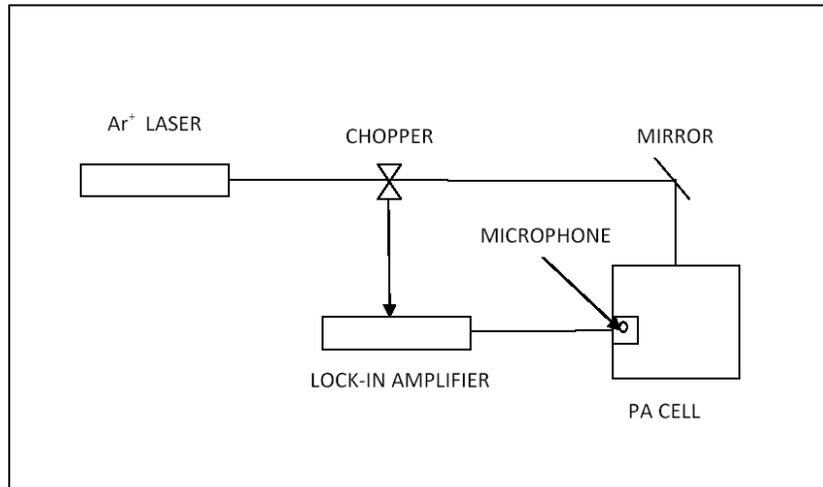 Ar⁺ LASER
CHOPPER
MIRROR
MICROPHONE
LOCK-IN AMPLIFIER
PA CELL